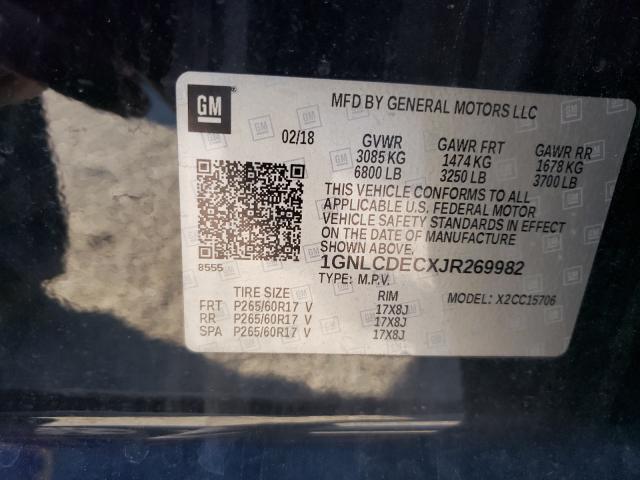 GM
MFD BY GENERAL MOTORS LLC
02/18
GVWR GAWR FRT GAWR RR
3085 KG 1474 KG 1678 KG
6800 LB 3250 LB 3700 LB
THIS VEHICLE CONFORMS TO ALL
APPLICABLE U.S. FEDERAL MOTOR
VEHICLE SAFETY STANDARDS IN EFFECT
ON THE DATE OF MANUFACTURE
SHOWN ABOVE.
8555
1GNLCDECXJR269982
TYPE: M.P.V.
TIRE SIZE RIM MODEL: X2CC15706
FRT P265/60R17 V 17X8J
RR P265/60R17 V 17X8J
SPA P265/60R17 V 17X8J